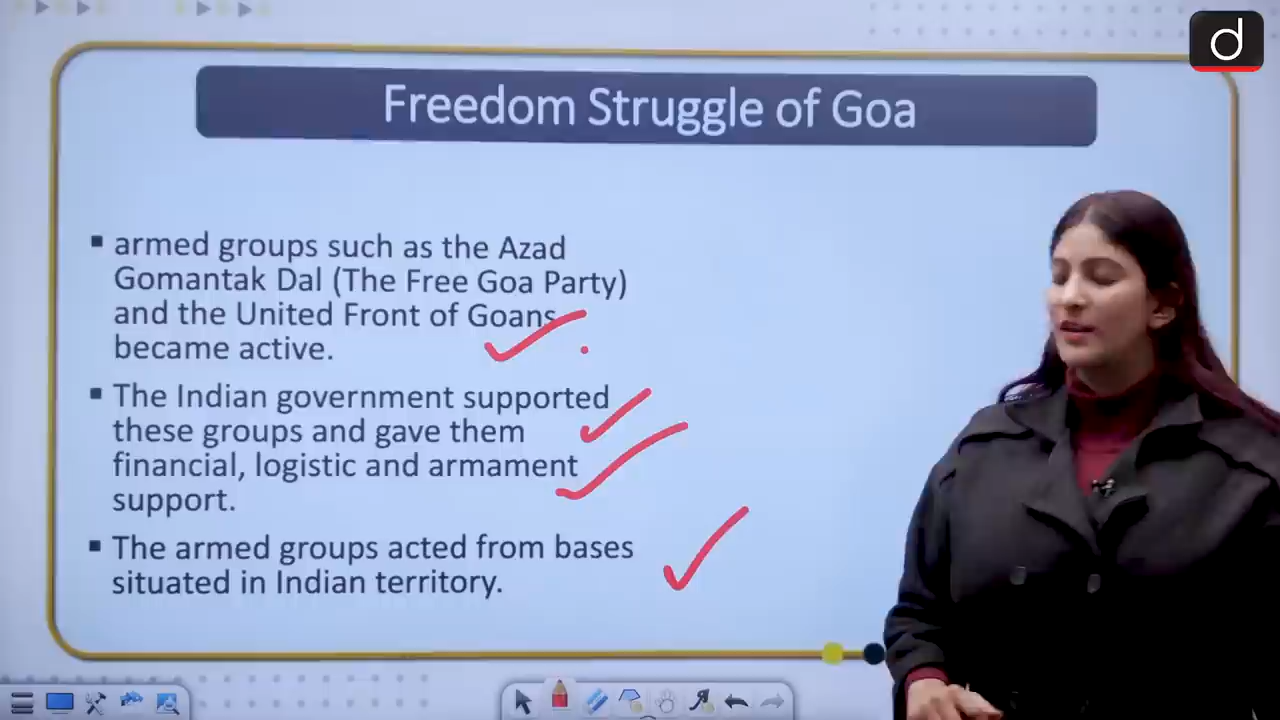 d
Freedom Struggle of Goa
▪ armed groups such as the Azad
Gomantak Dal (The Free Goa Party)
and the United Front of Goans
became active.
▪ The Indian government supported
these groups and gave them
financial, logistic and armament
support.
▪ The armed groups acted from bases
situated in Indian territory.